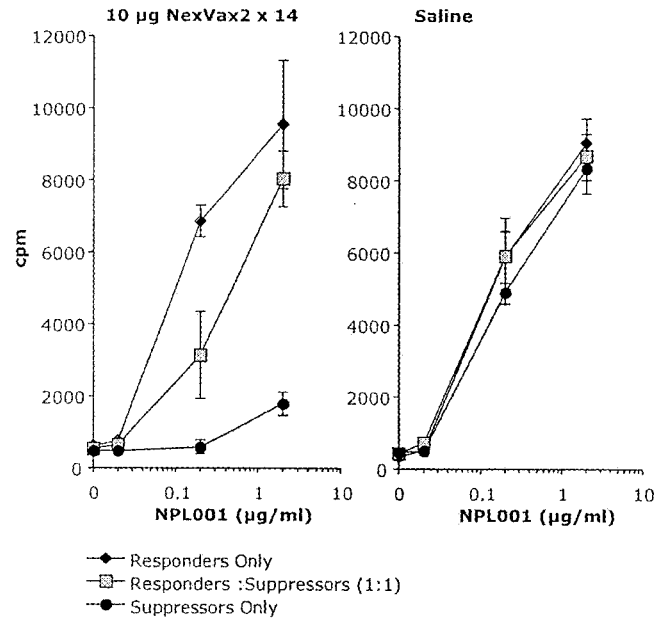 10 µg NexVax2 x 14
Saline
12000
10000
8000
6000
4000
2000
0
cpm
0
0.1
1
10
NPL001 (µg/ml)
12000
10000
8000
6000
4000
2000
0
0
0.1
1
10
NPL001 (µg/ml)
Responders Only
Responders :Suppressors (1:1)
Suppressors Only